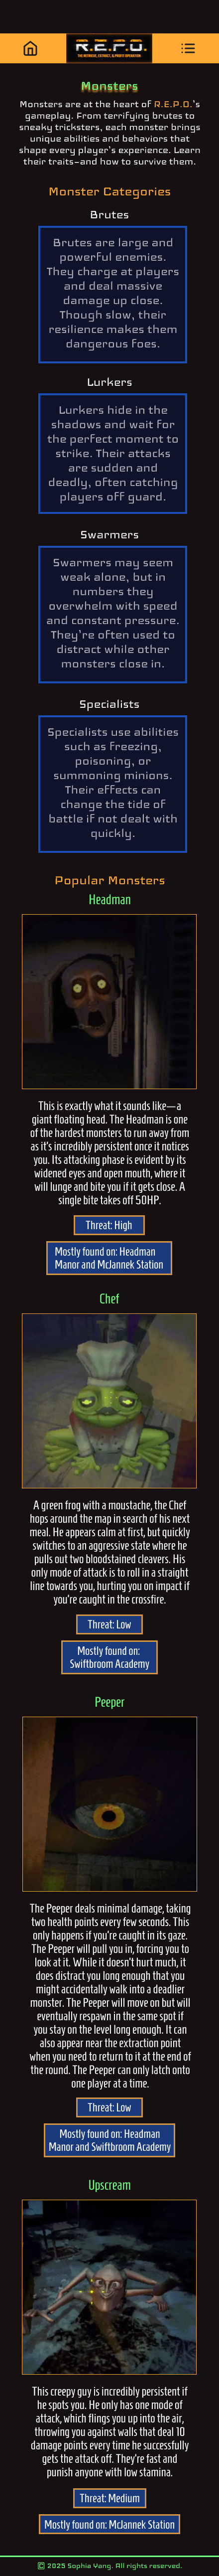 R.E.P.O.
Monsters
Monsters are at the heart of R.E.P.O.'s
gameplay. From terrifying brutes to
sneaky tricksters, each monster brings
unique abilities and behaviors that
shape every player's experience. Learn
their traits—and how to survive them.
Monster Categories
Brutes
Brutes are large and
powerful enemies.
They charge at players
and deal massive
damage up close.
Though slow, their
resilience makes them
dangerous foes.
Lurkers
Lurkers hide in the
shadows and wait for
the perfect moment to
strike. Their attacks
are sudden and
deadly, often catching
players off guard.
Swarmers
Swarmers may seem
weak alone, but in
numbers they
overwhelm with speed
and constant pressure.
They're often used to
distract while other
monsters close in.
Specialists
Specialists use abilities
such as freezing,
poisoning, or
summoning minions.
Their effects can
change the tide of
battle if not dealt with
quickly.
Popular Monsters
Headman
This is exactly what it sounds like—a
giant floating head. The Headman is one
of the hardest monsters to run away from
as it's incredibly persistent once it notices
you. Its attacking phase is evident by its
widened eyes and open mouth, where it
will lunge and bite you if it gets close. A
single bite takes off 50HP.
Threat: High
Mostly found on: Headman
Manor and McJannek Station
Chef
A green frog with a moustache, the Chef
hops around the map in search of his next
meal. He appears calm at first, but quickly
switches to an aggressive state where he
pulls out two bloodstained cleavers. His
only mode of attack is to roll in a straight
line towards you, hurting you on impact if
you're caught in the crossfire.
Threat: Low
Mostly found on:
Swiftbroom Academy
Peeper
The Peeper deals minimal damage, taking
two health points every few seconds. This
only happens if you're caught in its gaze.
The Peeper will pull you in, forcing you to
look at it. While it doesn't hurt much, it
does distract you long enough that you
might accidentally walk into a deadlier
monster. The Peeper will move on but will
eventually respawn in the same spot if
you stay on the level long enough. It can
also appear near the extraction point
when you need to return to it at the end of
the round. The Peeper can only latch onto
one player at a time.
Threat: Low
Mostly found on: Headman
Manor and Swiftbroom Academy
Upscream
This creepy guy is incredibly persistent if
he spots you. He only has one mode of
attack, which flings you up into the air,
throwing you against walls that deal 10
damage points every time he successfully
gets the attack off. They're fast and
punish anyone with low stamina.
Threat: Medium
Mostly found on: McJannek Station
© 2025 Sophia Yang. All rights reserved.